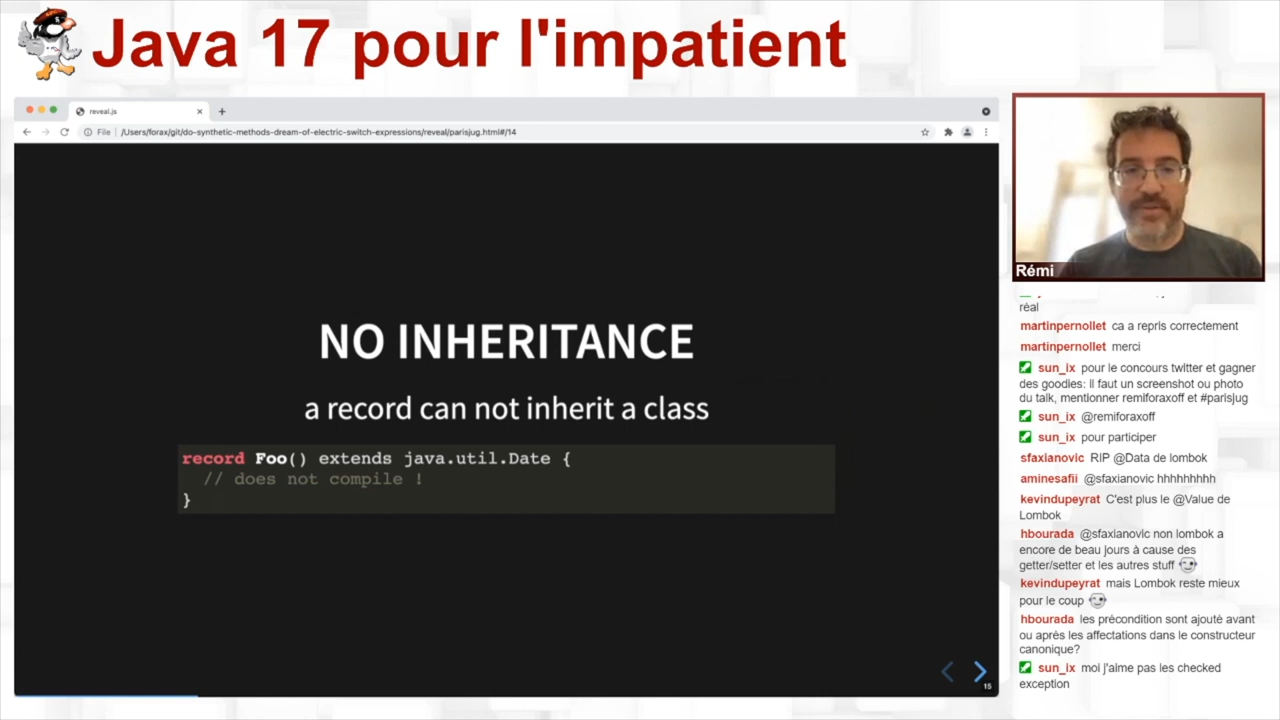 Java 17 pour l'impatient
reveal.js
File
/Users/forax/git/do-synthetic-methods-dream-of-electric-switch-expressions/reveal/parisjug.html#/14
NO INHERITANCE
a record can not inherit a class
record Foo() extends java.util.Date {
// does not compile !
}
15
Rémi
réal
martinpernollet ca a repris correctement
martinpernollet merci
sun_ix pour le concours twitter et gagner
des goodies: il faut un screenshot ou photo
du talk, mentionner remiforaxoff et #parisjug
sun_ix @remiforaxoff
sun_ix pour participer
sfaxianovic RIP @Data de lombok
aminesafii @sfaxianovic hhhhhhhhh
kevindupeyrat C'est plus le @Value de
Lombok
hbourada @sfaxianovic non lombok a
encore de beau jours à cause des
getter/setter et les autres stuff
kevindupeyrat mais Lombok reste mieux
pour le coup
hbourada les précondition sont ajouté avant
ou après les affectations dans le constructeur
canonique?
sun_ix moi j'aime pas les checked
exception